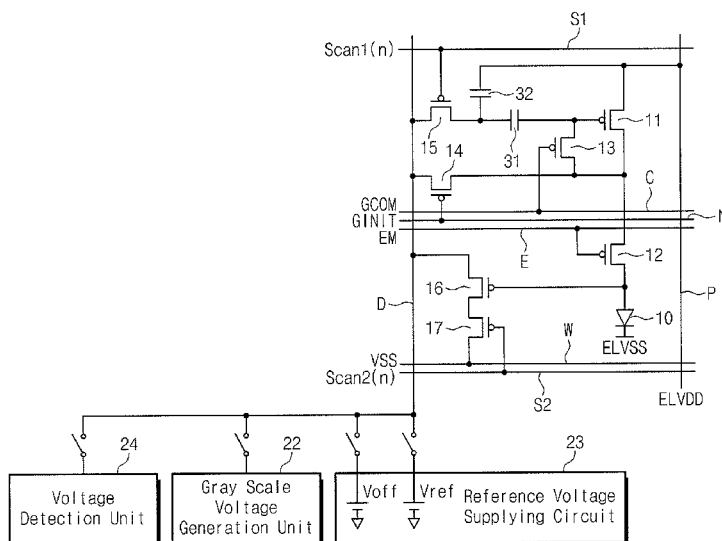 S1
Scan1(n)
32
11
15
31
13
14
C
GCOM
GINIT
N
EM
E
12
D
16
P
17
10
W
ELVSS
VSS
Scan2(n)
S2
ELVDD
24
22
23
Voltage
Detection Unit
Gray Scale
Voltage
Generation Unit
Voff
Vref
Reference Voltage
Supplying Circuit